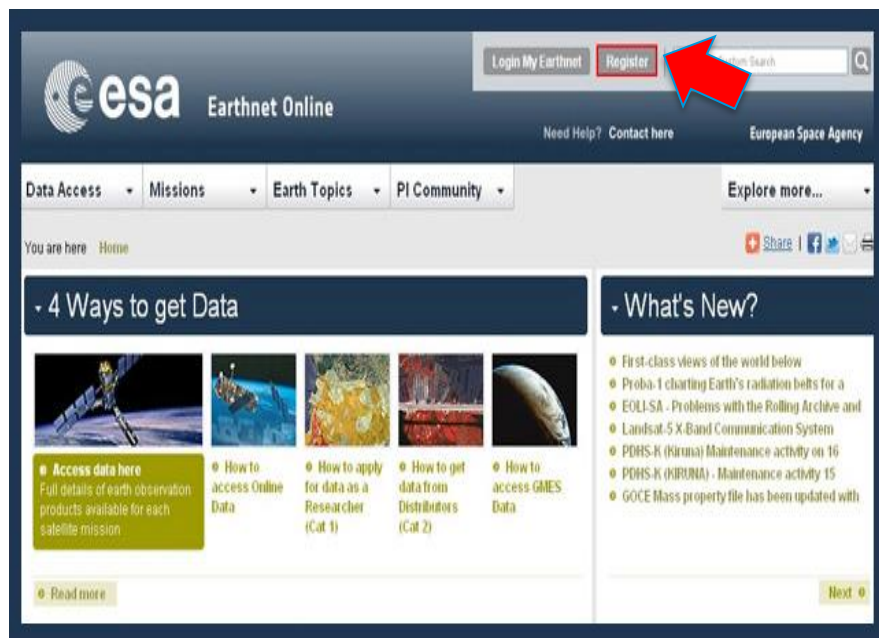 Login My Earthnet
Register
esa
Earthnet Online
Need Help? Contact here
European Space Agency
Data Access
Missions
Earth Topics
PI Community
Explore more...
You are here Home
Share |
4 Ways to get Data
Access data here
Full details of earth observation
products available for each
satellite mission
How to
access Online
Data
How to apply
for data as a
Researcher
(Cat 1)
How to get
data from
Distributors
(Cat 2)
How to
access GMES
Data
Read more
What's New?
First-class views of the world below
Proba-1 charting Earth's radiation belts for a
EOLI-SA - Problems with the Rolling Archive and
Landsat-5 X-Band Communication System
PDHS-K (Kiruna) Maintenance activity on 16
PDHS-K (KIRUNA) - Maintenance activity 15
GOCE Mass property file has been updated with
Next